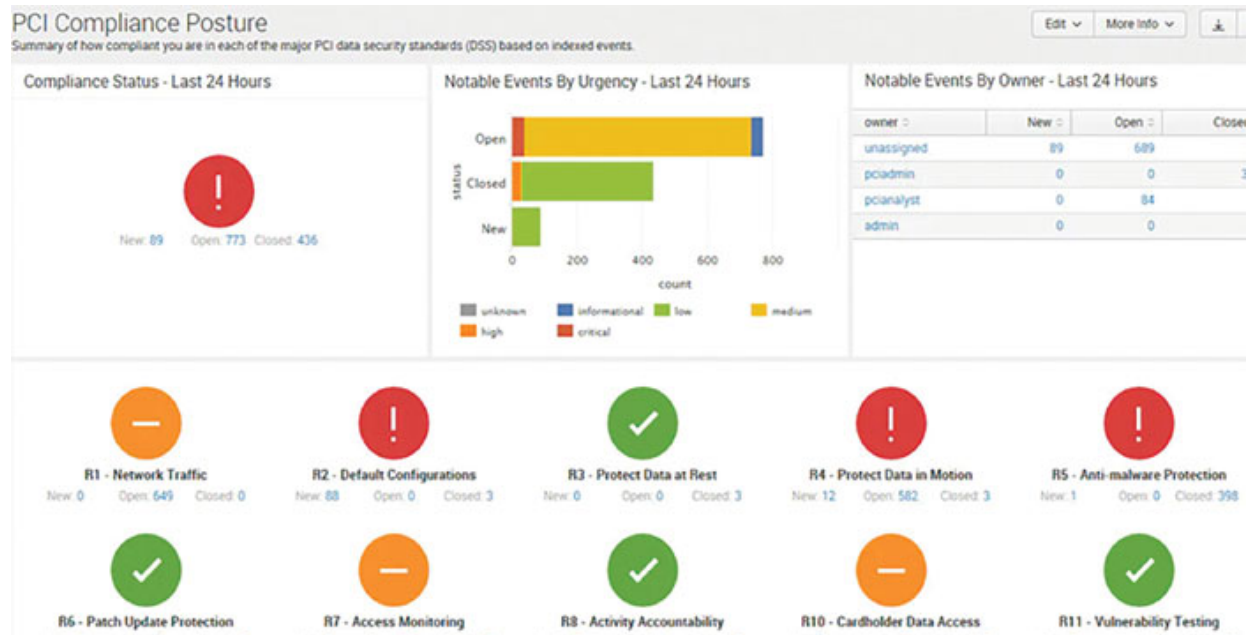 PCI Compliance Posture
Edit
More Info
Summary of how compliant you are in each of the major PCI data security standards (DSS) based on indexed events.
Compliance Status - Last 24 Hours
New: 89 Open: 773 Closed: 436
Notable Events By Urgency - Last 24 Hours
status
Open
Closed
New
0 200 400 600 800
count
unknown informational low medium
high critical
Notable Events By Owner - Last 24 Hours
owner New Open Closed
unassigned 89 689
pciadmin 0 0 3
pcianalyst 0 84
admin 0 0
R1 - Network Traffic
New: 0 Open: 649 Closed: 0
R2 - Default Configurations
New: 88 Open: 0 Closed: 3
R3 - Protect Data at Rest
New: 0 Open: 0 Closed: 3
R4 - Protect Data in Motion
New: 12 Open: 582 Closed: 3
R5 - Anti-malware Protection
New: 1 Open: 0 Closed: 398
R6 - Patch Update Protection
R7 - Access Monitoring
R8 - Activity Accountability
R10 - Cardholder Data Access
R11 - Vulnerability Testing